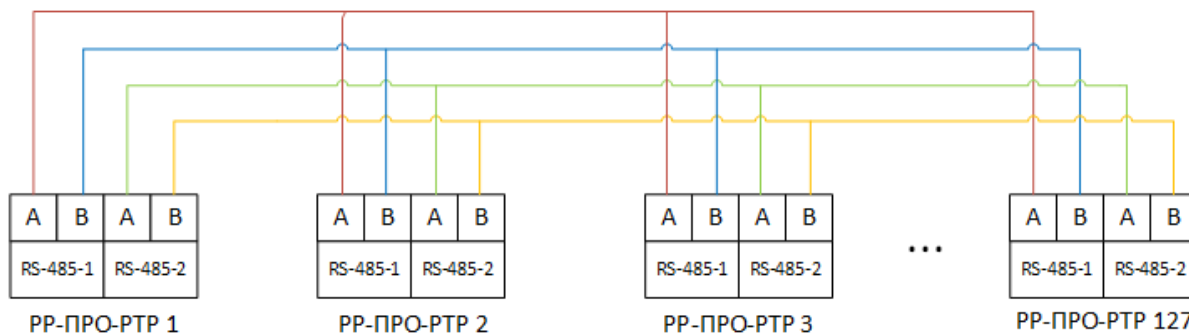 A B A B A B A B A B A B A B A B
RS-485-1 RS-485-2 RS-485-1 RS-485-2 RS-485-1 RS-485-2 ... RS-485-1 RS-485-2
РР-ПРО-РТР 1 РР-ПРО-РТР 2 РР-ПРО-РТР 3 РР-ПРО-РТР 127